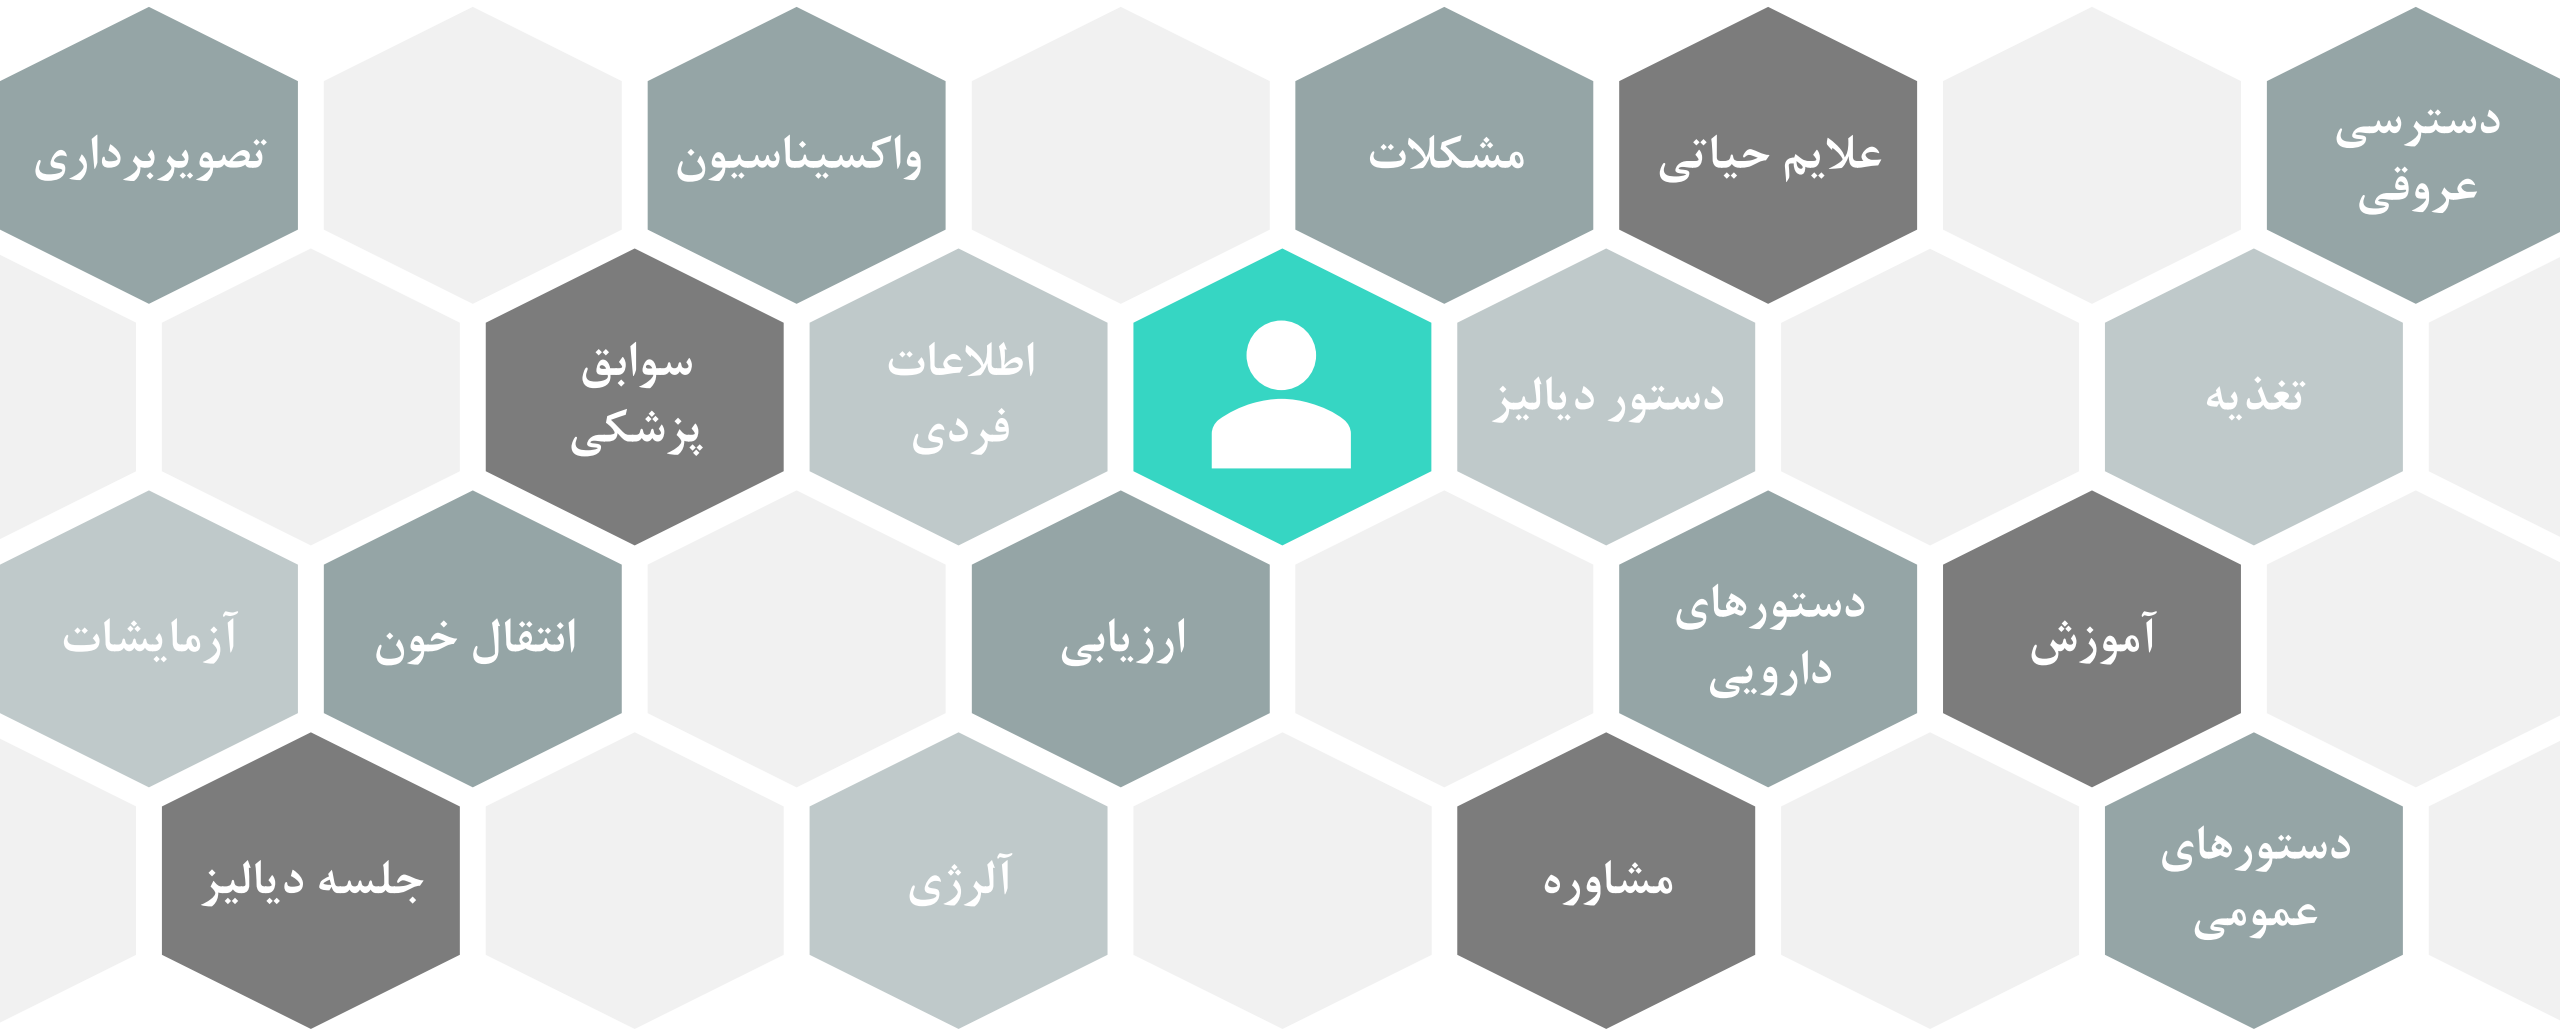 دسترسی
عروقی
علایم حیاتی
مشکلات
واکسیناسیون
تصویربرداری
تغذیه
دستور دیالیز
اطلاعات
فردی
سوابق
پزشکی
آموزش
دستورهای
دارویی
ارزیابی
انتقال خون
آزمایشات
دستورهای
عمومی
مشاوره
آلرژی
جلسه دیالیز